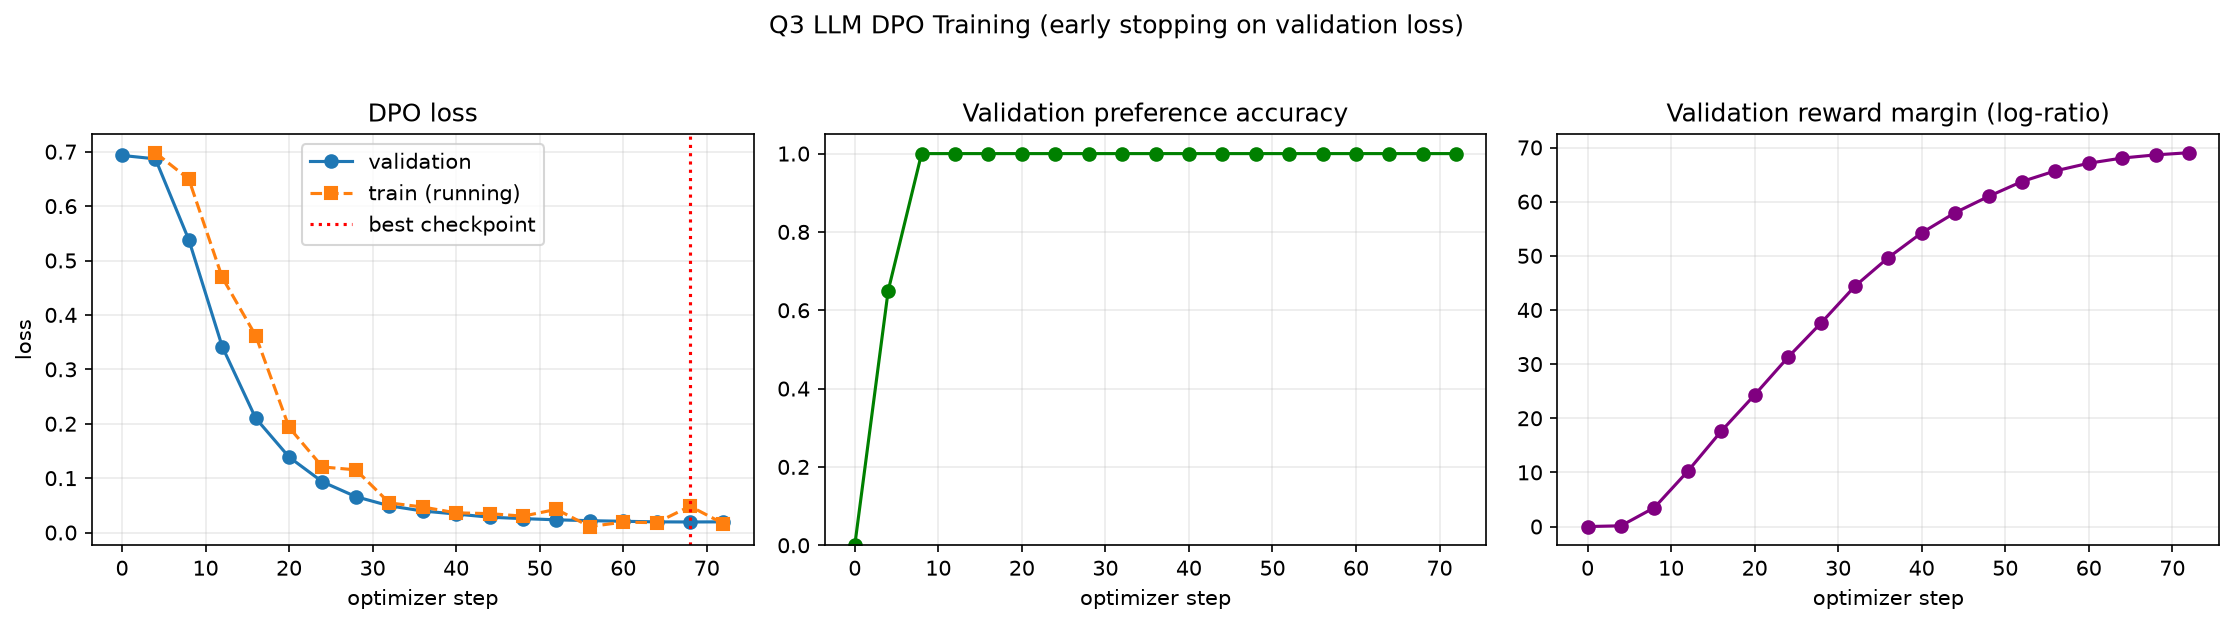 Q3 LLM DPO Training (early stopping on validation loss)
DPO loss
validation
train (running)
best checkpoint
0.7
0.6
0.5
0.4
0.3
0.2
0.1
0.0
loss
0 10 20 30 40 50 60 70
optimizer step
Validation preference accuracy
1.0
0.8
0.6
0.4
0.2
0.0
0 10 20 30 40 50 60 70
optimizer step
Validation reward margin (log-ratio)
70
60
50
40
30
20
10
0
0 10 20 30 40 50 60 70
optimizer step